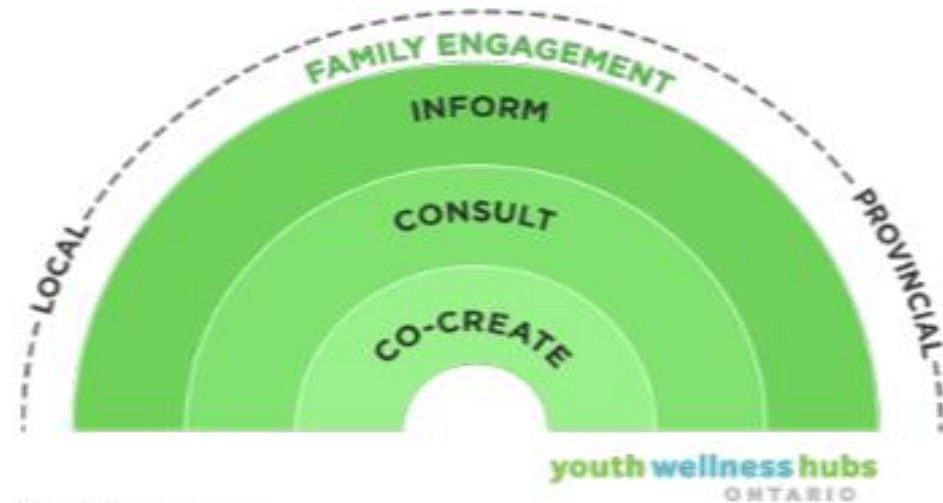 FAMILY ENGAGEMENT
INFORM
CONSULT
LOCAL
PROVINCIAL
CO-CREATE
youth wellness hubs
ONTARIO